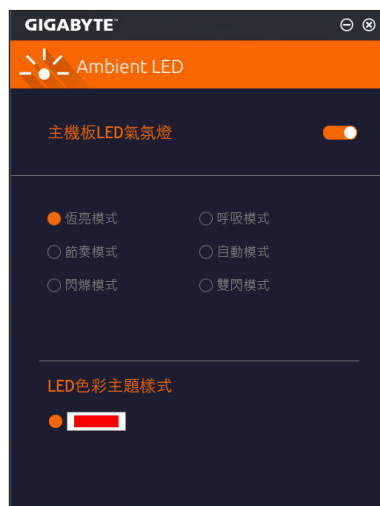 GIGABYTE™
Ambient LED
主機板LED氣氛燈
恆亮模式 呼吸模式
節奏模式 自動模式
閃爍模式 雙閃模式
LED色彩主題樣式